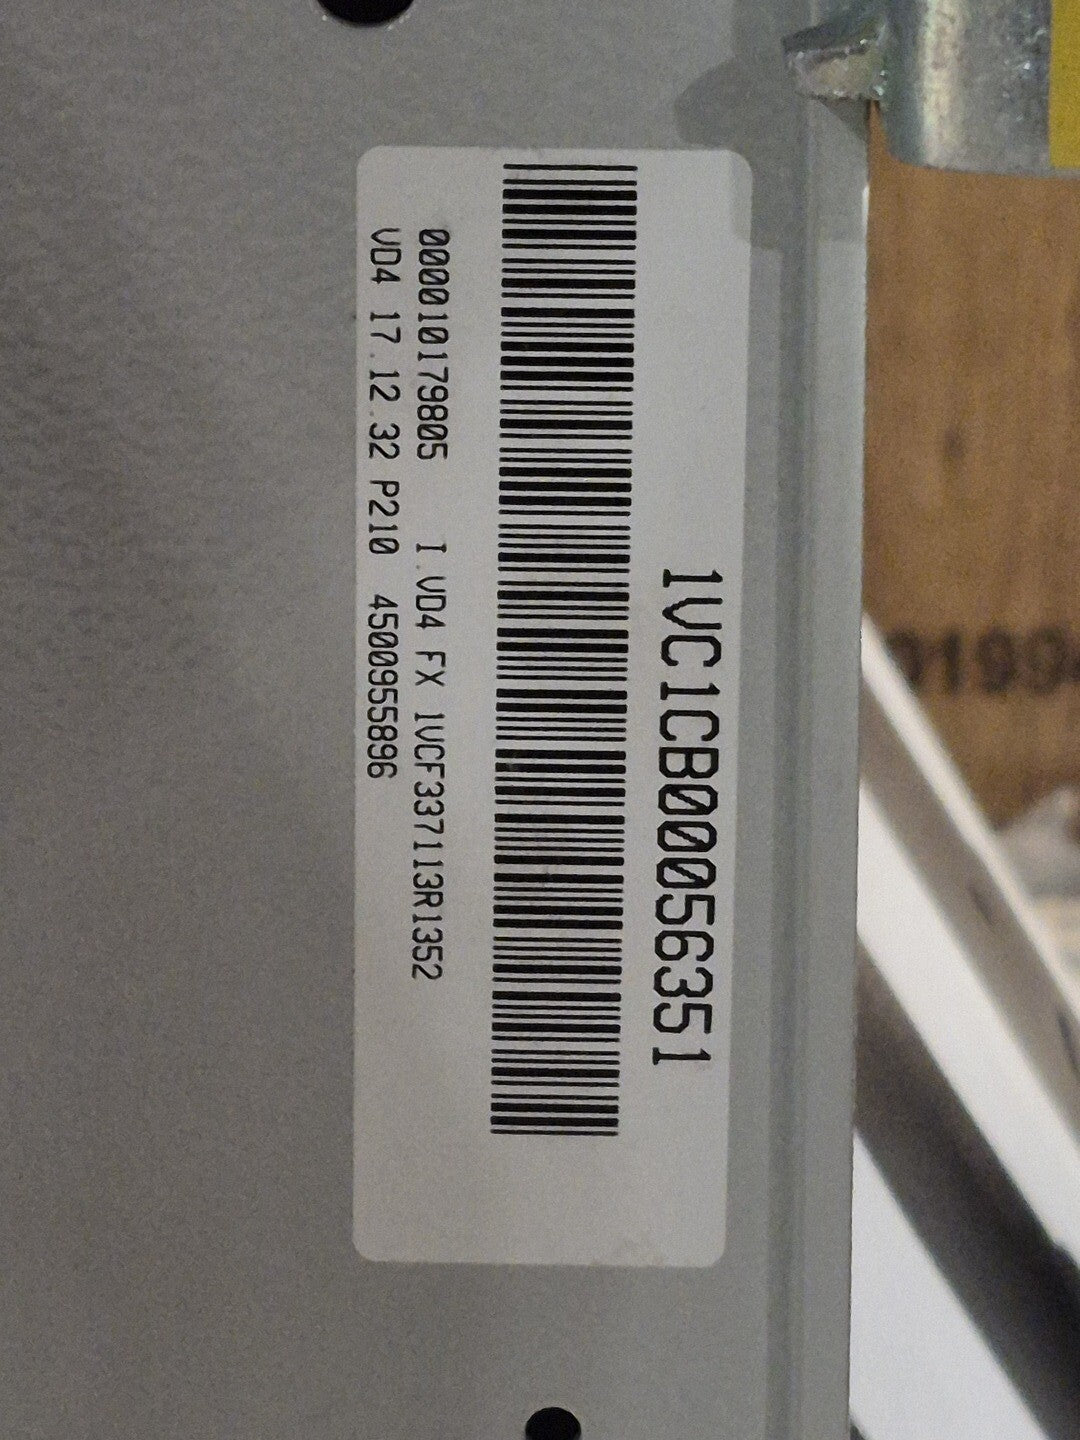 1VC1CB00056351
000010179805 I.VD4 FX 1VCF337113R1352
VD4 17.12.32 P210 4500955896